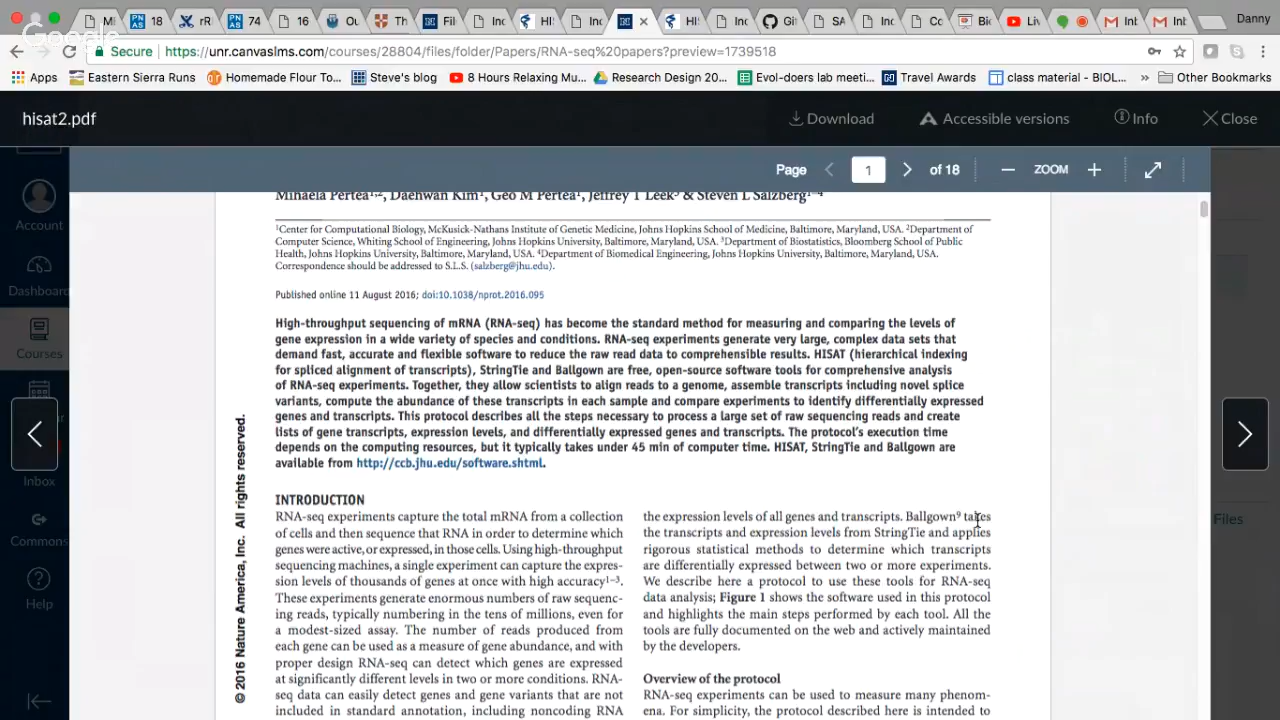 M
18
rR
74
16
Ou
Th
Fil
Inc
H!
Inc
H!
Inc
Gi
SA
Inc
Co
Bic
Liv
Inb
Inb
Danny
Google
Secure https://unr.canvaslms.com/courses/28804/files/folder/Papers/RNA-seq%20papers?preview=1739518
Apps Eastern Sierra Runs Homemade Flour To... Steve's blog 8 Hours Relaxing Mu... Research Design 20... Evol-doers lab meeti... Travel Awards class material - BIOL... » Other Bookmarks
hisat2.pdf
Download Accessible versions Info Close
Page 1 of 18 ZOOM
Account
Dashboard
Courses
Inbox
Commons
Help
Files
Mihaela Pertea1,2, Daehwan Kim1, Geo M Pertea1, Jeffrey T Leek3 & Steven L Salzberg1–4
1Center for Computational Biology, McKusick-Nathans Institute of Genetic Medicine, Johns Hopkins School of Medicine, Baltimore, Maryland, USA. 2Department of
Computer Science, Whiting School of Engineering, Johns Hopkins University, Baltimore, Maryland, USA. 3Department of Biostatistics, Bloomberg School of Public
Health, Johns Hopkins University, Baltimore, Maryland, USA. 4Department of Biomedical Engineering, Johns Hopkins University, Baltimore, Maryland, USA.
Correspondence should be addressed to S.L.S. (salzberg@jhu.edu).
Published online 11 August 2016; doi:10.1038/nprot.2016.095
High-throughput sequencing of mRNA (RNA-seq) has become the standard method for measuring and comparing the levels of
gene expression in a wide variety of species and conditions. RNA-seq experiments generate very large, complex data sets that
demand fast, accurate and flexible software to reduce the raw read data to comprehensible results. HISAT (hierarchical indexing
for spliced alignment of transcripts), StringTie and Ballgown are free, open-source software tools for comprehensive analysis
of RNA-seq experiments. Together, they allow scientists to align reads to a genome, assemble transcripts including novel splice
variants, compute the abundance of these transcripts in each sample and compare experiments to identify differentially expressed
genes and transcripts. This protocol describes all the steps necessary to process a large set of raw sequencing reads and create
lists of gene transcripts, expression levels, and differentially expressed genes and transcripts. The protocol's execution time
depends on the computing resources, but it typically takes under 45 min of computer time. HISAT, StringTie and Ballgown are
available from http://ccb.jhu.edu/software.shtml.
© 2016 Nature America, Inc. All rights reserved.
INTRODUCTION
RNA-seq experiments capture the total mRNA from a collection
of cells and then sequence that RNA in order to determine which
genes were active, or expressed, in those cells. Using high-throughput
sequencing machines, a single experiment can capture the expres-
sion levels of thousands of genes at once with high accuracy1–3.
These experiments generate enormous numbers of raw sequenc-
ing reads, typically numbering in the tens of millions, even for
a modest-sized assay. The number of reads produced from
each gene can be used as a measure of gene abundance, and with
proper design RNA-seq can detect which genes are expressed
at significantly different levels in two or more conditions. RNA-
seq data can easily detect genes and gene variants that are not
included in standard annotation, including noncoding RNA
the expression levels of all genes and transcripts. Ballgown9 takes
the transcripts and expression levels from StringTie and applies
rigorous statistical methods to determine which transcripts
are differentially expressed between two or more experiments.
We describe here a protocol to use these tools for RNA-seq
data analysis; Figure 1 shows the software used in this protocol
and highlights the main steps performed by each tool. All the
tools are fully documented on the web and actively maintained
by the developers.
Overview of the protocol
RNA-seq experiments can be used to measure many phenom-
ena. For simplicity, the protocol described here is intended to